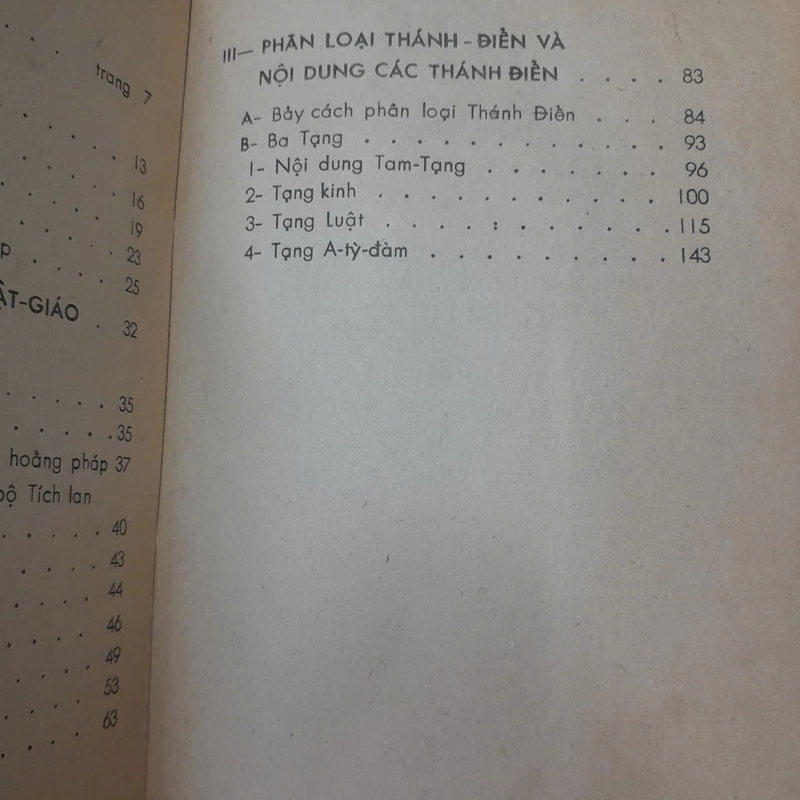 trang 7
13
16
19
23
25
ẬT-GIÁO . 32
. . . . . 35
. . . . . 35
hoằng pháp 37
bộ Tích lan
. . . . . 40
. . . . 43
. . . . 44
. . . . 46
. . . . 49
. . . . 53
. . . . 63
III— PHÂN LOẠI THÁNH - ĐIỂN VÀ
NỘI DUNG CÁC THÁNH ĐIỂN . . . . 83
A- Bảy cách phân loại Thánh Điển . . . 84
B- Ba Tạng . . . . . . . . . . 93
1- Nội dung Tam-Tạng . . . . . . . 96
2- Tạng kinh . . . . . . . . . . . 100
3- Tạng Luật . . . . : . . . . . 115
4- Tạng A-tỳ-đàm . . . . . . . . . 143